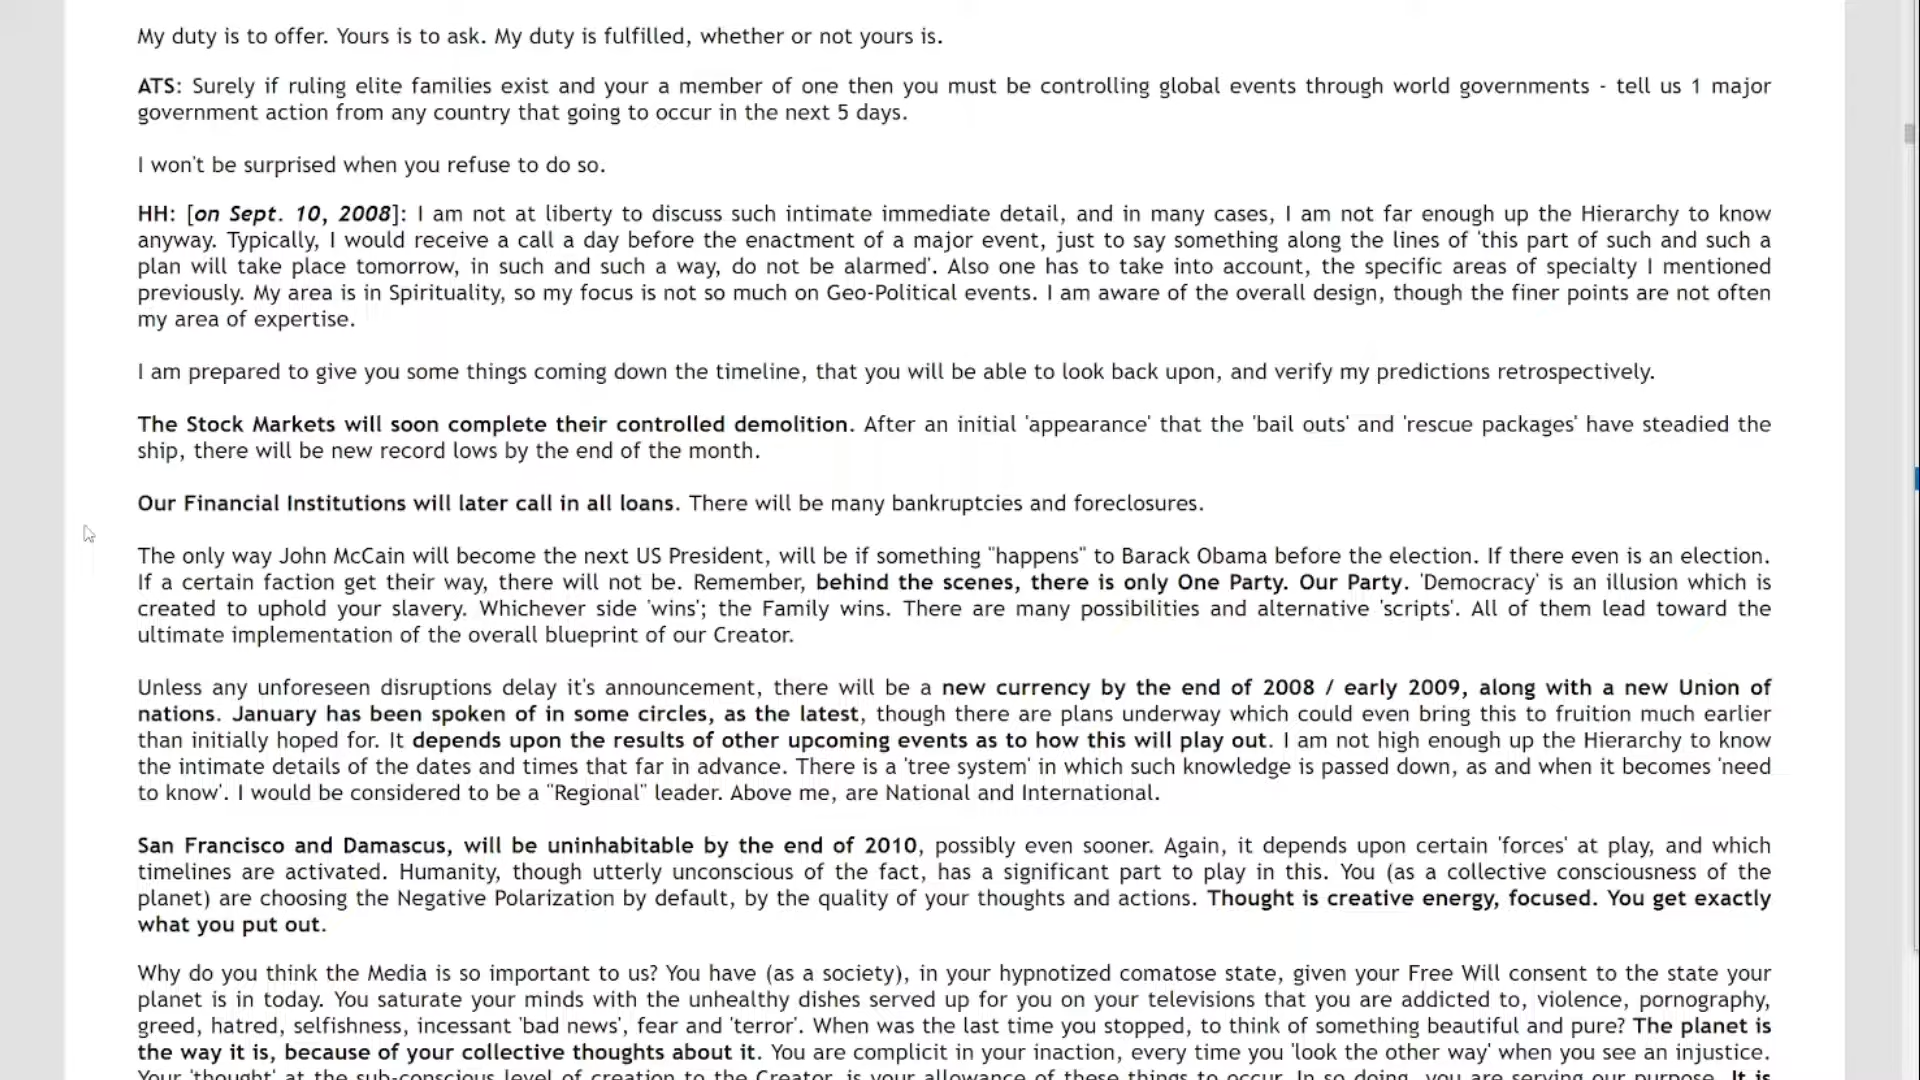 My duty is to offer. Yours is to ask. My duty is fulfilled, whether or not yours is.
ATS: Surely if ruling elite families exist and your a member of one then you must be controlling global events through world governments - tell us 1 major
government action from any country that going to occur in the next 5 days.
I won't be surprised when you refuse to do so.
HH: [on Sept. 10, 2008]: I am not at liberty to discuss such intimate immediate detail, and in many cases, I am not far enough up the Hierarchy to know
anyway. Typically, I would receive a call a day before the enactment of a major event, just to say something along the lines of 'this part of such and such a
plan will take place tomorrow, in such and such a way, do not be alarmed'. Also one has to take into account, the specific areas of specialty I mentioned
previously. My area is in Spirituality, so my focus is not so much on Geo-Political events. I am aware of the overall design, though the finer points are not often
my area of expertise.
I am prepared to give you some things coming down the timeline, that you will be able to look back upon, and verify my predictions retrospectively.
The Stock Markets will soon complete their controlled demolition. After an initial 'appearance' that the 'bail outs' and 'rescue packages' have steadied the
ship, there will be new record lows by the end of the month.
Our Financial Institutions will later call in all loans. There will be many bankruptcies and foreclosures.
The only way John McCain will become the next US President, will be if something "happens" to Barack Obama before the election. If there even is an election.
If a certain faction get their way, there will not be. Remember, behind the scenes, there is only One Party. Our Party. 'Democracy' is an illusion which is
created to uphold your slavery. Whichever side 'wins'; the Family wins. There are many possibilities and alternative 'scripts'. All of them lead toward the
ultimate implementation of the overall blueprint of our Creator.
Unless any unforeseen disruptions delay it's announcement, there will be a new currency by the end of 2008 / early 2009, along with a new Union of
nations. January has been spoken of in some circles, as the latest, though there are plans underway which could even bring this to fruition much earlier
than initially hoped for. It depends upon the results of other upcoming events as to how this will play out. I am not high enough up the Hierarchy to know
the intimate details of the dates and times that far in advance. There is a 'tree system' in which such knowledge is passed down, as and when it becomes 'need
to know'. I would be considered to be a "Regional" leader. Above me, are National and International.
San Francisco and Damascus, will be uninhabitable by the end of 2010, possibly even sooner. Again, it depends upon certain 'forces' at play, and which
timelines are activated. Humanity, though utterly unconscious of the fact, has a significant part to play in this. You (as a collective consciousness of the
planet) are choosing the Negative Polarization by default, by the quality of your thoughts and actions. Thought is creative energy, focused. You get exactly
what you put out.
Why do you think the Media is so important to us? You have (as a society), in your hypnotized comatose state, given your Free Will consent to the state your
planet is in today. You saturate your minds with the unhealthy dishes served up for you on your televisions that you are addicted to, violence, pornography,
greed, hatred, selfishness, incessant 'bad news', fear and 'terror'. When was the last time you stopped, to think of something beautiful and pure? The planet is
the way it is, because of your collective thoughts about it. You are complicit in your inaction, every time you 'look the other way' when you see an injustice.
Your 'thought' at the sub-conscious level of creation to the Creator, is your allowance of these things to occur. In so doing, you are serving our purpose. It is